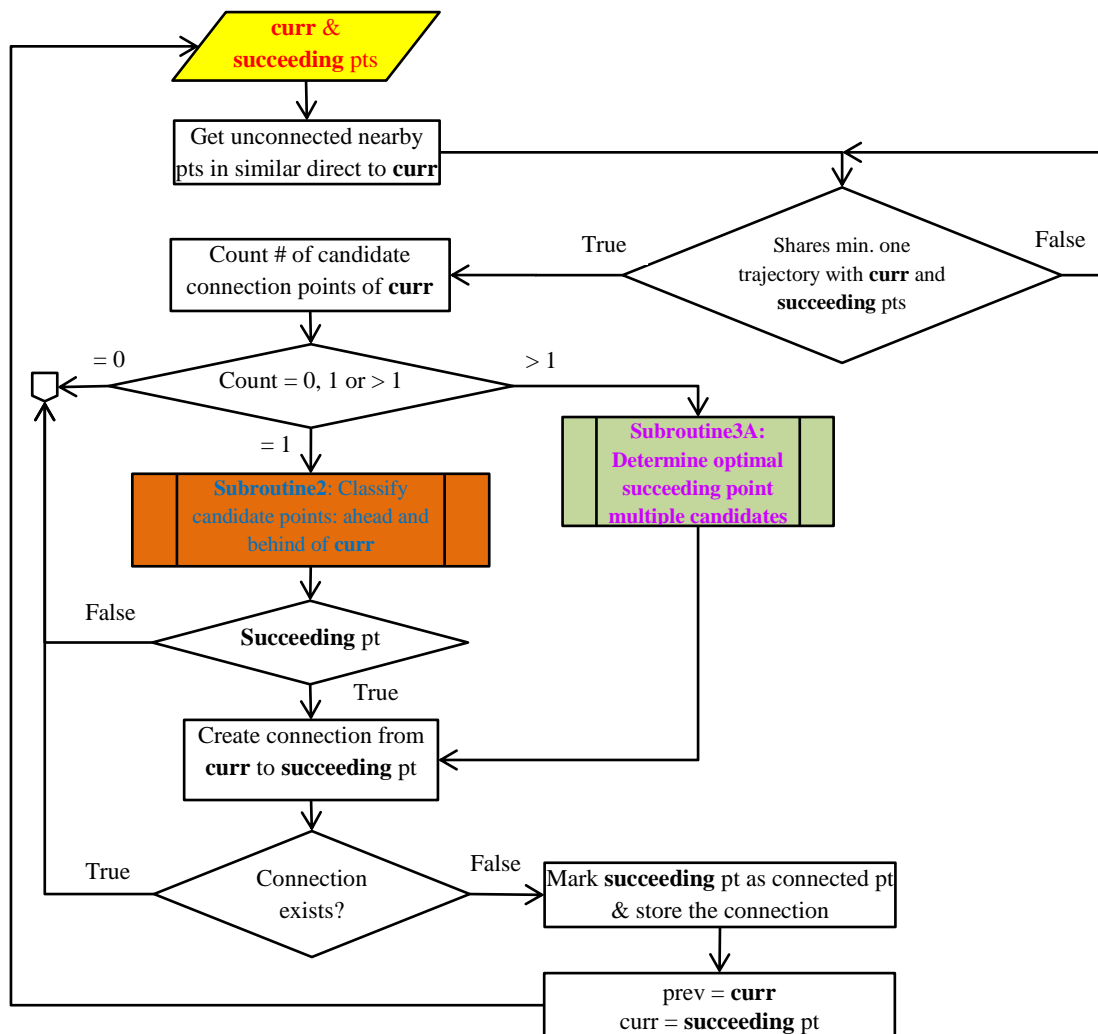 curr &
succeeding pts
Get unconnected nearby
pts in similar direct to curr
True
Shares min. one
trajectory with curr and
succeeding pts
False
Count # of candidate
connection points of curr
= 0
Count = 0, 1 or > 1
> 1
= 1
Subroutine3A:
Determine optimal
succeeding point
multiple candidates
Subroutine2: Classify
candidate points: ahead and
behind of curr
False
Succeeding pt
True
Create connection from
curr to succeeding pt
True
Connection
exists?
False
Mark succeeding pt as connected pt
& store the connection
prev = curr
curr = succeeding pt